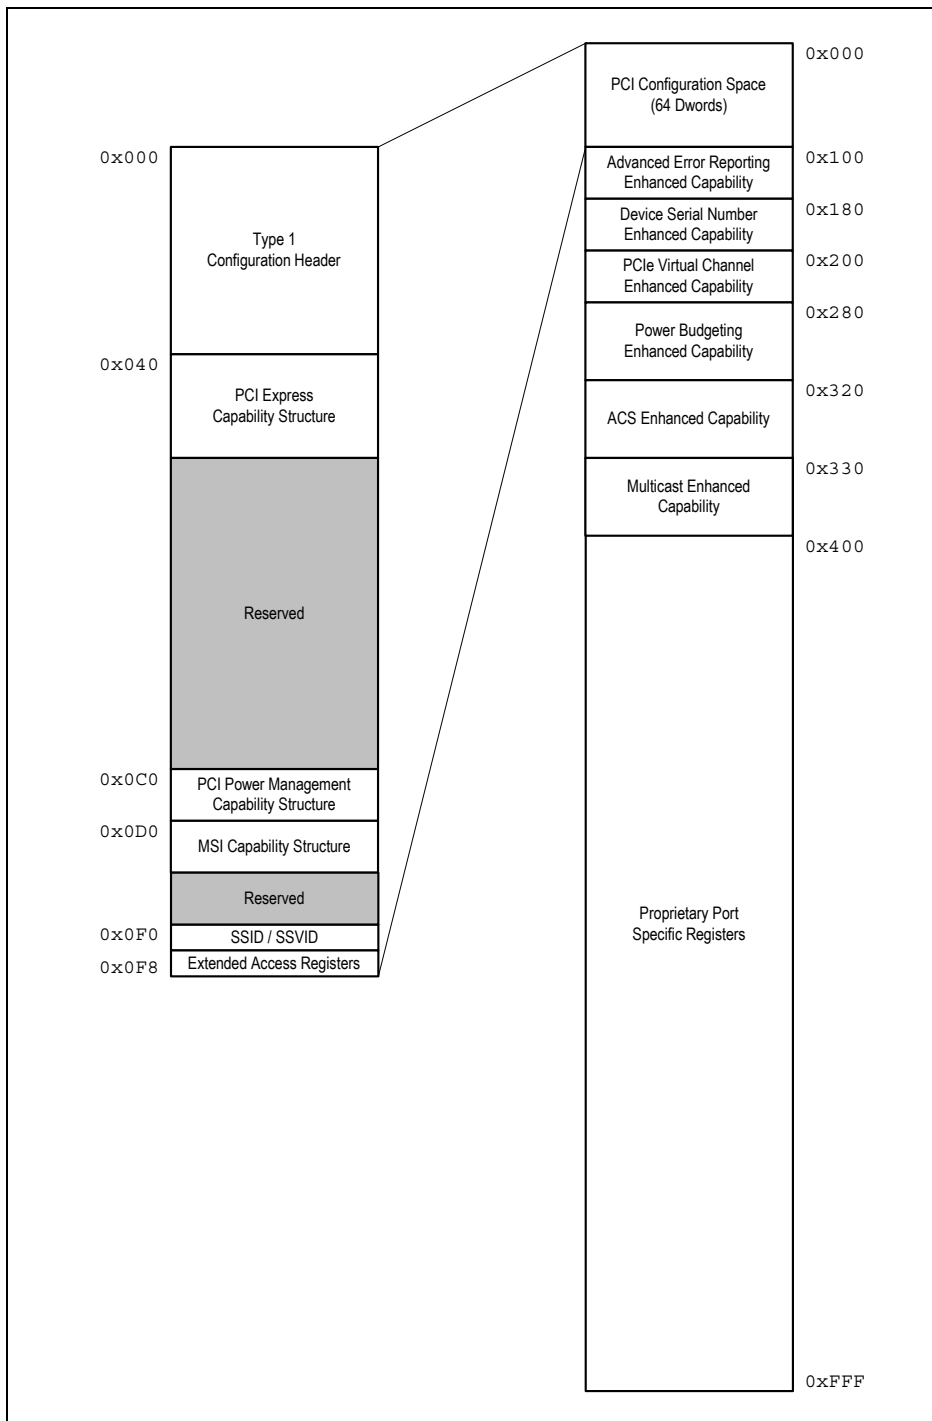 0x000
Type 1
Configuration Header
0x040
PCI Express
Capability Structure
Reserved
0x0C0
PCI Power Management
Capability Structure
0x0D0
MSI Capability Structure
Reserved
0x0F0
SSID / SSVID
0x0F8
Extended Access Registers
0x000
PCI Configuration Space
(64 Dwords)
0x100
Advanced Error Reporting
Enhanced Capability
0x180
Device Serial Number
Enhanced Capability
0x200
PCIe Virtual Channel
Enhanced Capability
0x280
Power Budgeting
Enhanced Capability
0x320
ACS Enhanced Capability
0x330
Multicast Enhanced
Capability
0x400
Proprietary Port
Specific Registers
0xFFF